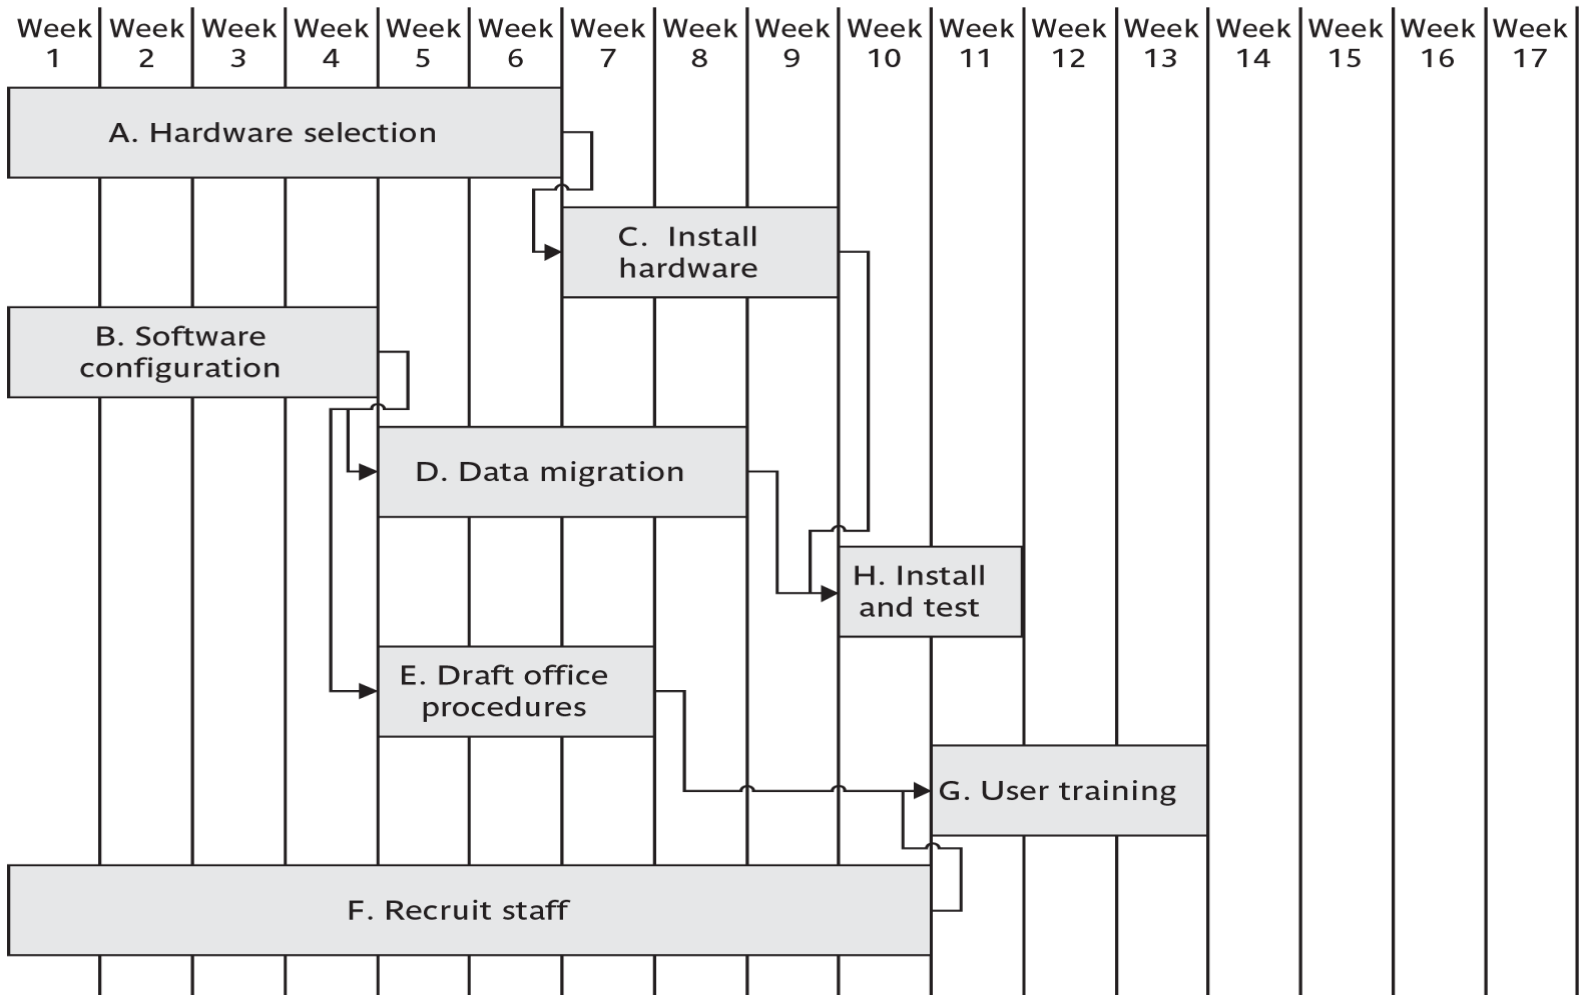 Week Week Week Week Week Week Week Week Week Week Week Week Week Week Week Week Week
1 2 3 4 5 6 7 8 9 10 11 12 13 14 15 16 17
A. Hardware selection
C. Install
hardware
B. Software
configuration
D. Data migration
H. Install
and test
E. Draft office
procedures
G. User training
F. Recruit staff